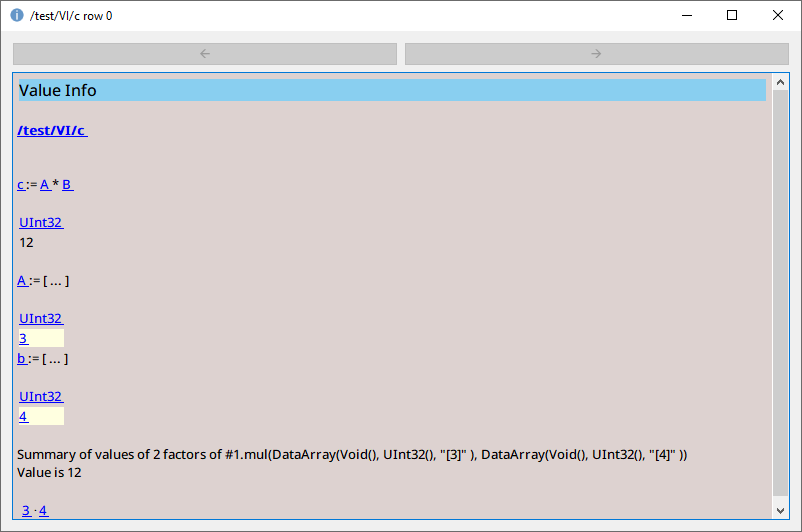 /test/VI/c row 0
Value Info
/test/VI/c
c := A * B
UInt32
12
A := [ ... ]
UInt32
3
b := [ ... ]
UInt32
4
Summary of values of 2 factors of #1.mul(DataArray(Void(), UInt32(), "[3]" ), DataArray(Void(), UInt32(), "[4]" ))
Value is 12
3 · 4